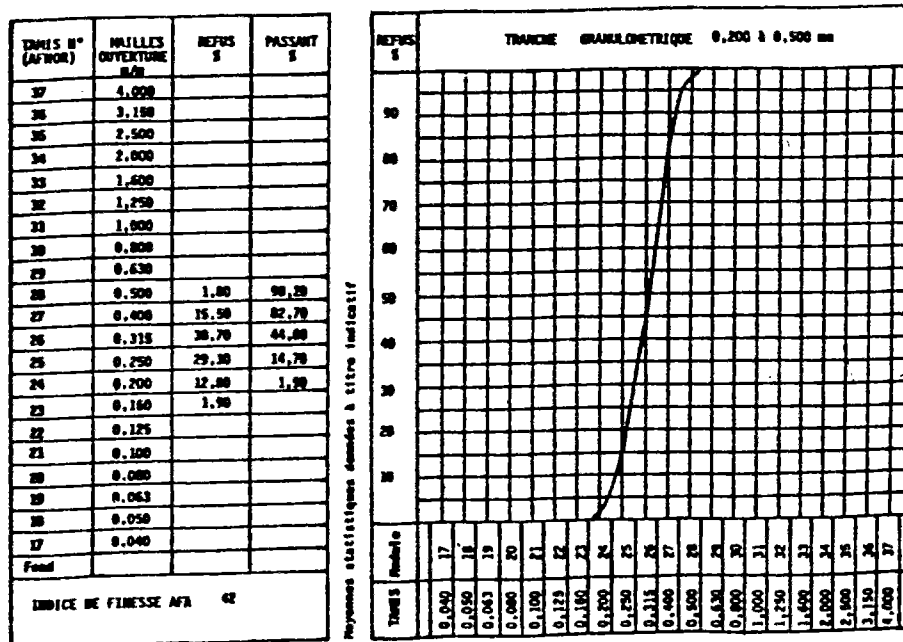 TAMIS N° (AFNOR) MAILLES OUVERTURE m/m REFUS % PASSANT %
37 4.000
36 3.150
35 2.500
34 2.000
33 1,600
32 1,250
31 1,000
30 0.800
29 0.630
28 0.500 1,80 98,20
27 0.400 15.50 82,70
26 0.315 38,70 44,00
25 0.250 29,30 14,70
24 0.200 12,80 1,90
23 0.160 1.90
22 0.125
21 0.100
20 0.080
19 0.063
18 0.050
17 0.040
Fond
INDICE DE FINESSE AFA 62
Moyennes statistiques données à titre indicatif
REFUS % TRANCHE GRANULOMETRIQUE 0,200 à 0,500 mm
90
80
70
60
50
40
30
20
10
Module 17 18 19 20 21 22 23 24 25 26 27 28 29 30 31 32 33 34 35 36 37
TAMIS 0,040 0,050 0,063 0,080 0,100 0,125 0,160 0,200 0,250 0,315 0,400 0,500 0,630 0,800 1,000 1,250 1,600 2,000 2,500 3,150 4,000